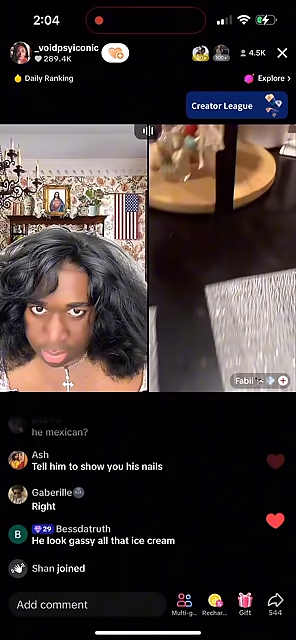 2:04
_voidpsyiconic
289.4K
4.5K
Daily Ranking
Explore >
Creator League
Fabii
he mexican?
Ash
Tell him to show you his nails
Gaberille
Right
29 Bessdatruth
B
He look gassy all that ice cream
Shan joined
Add comment
Multi-g...
Rechar...
Gift
544